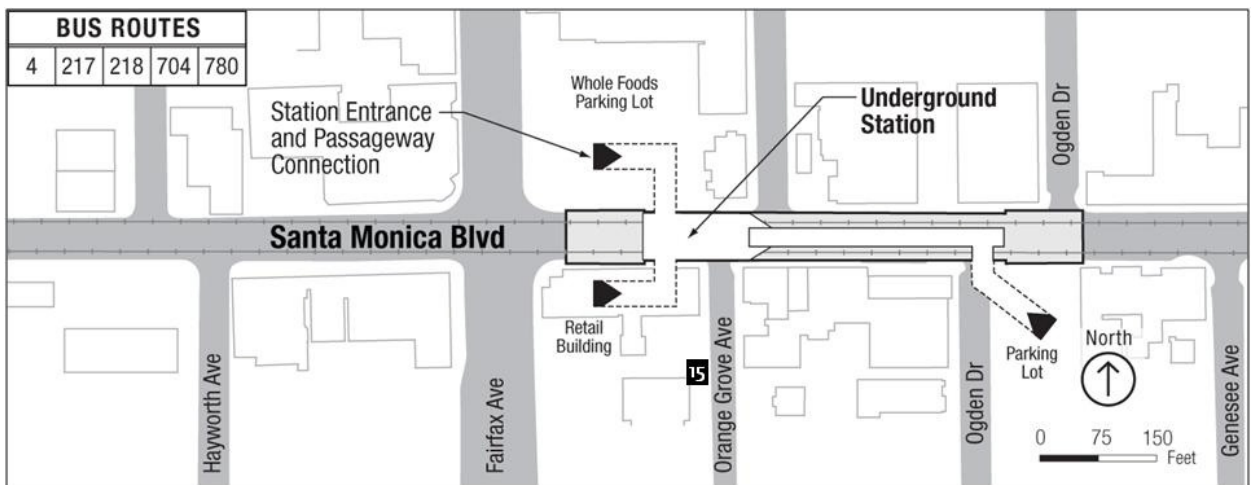 BUS ROUTES
4 217 218 704 780
Whole Foods
Parking Lot
Station Entrance
and Passageway
Connection
Underground
Station
Ogden Dr
Santa Monica Blvd
Retail
Building
Hayworth Ave
Fairfax Ave
15
Orange Grove Ave
Ogden Dr
Parking
Lot
North
Genesee Ave
0 75 150
Feet